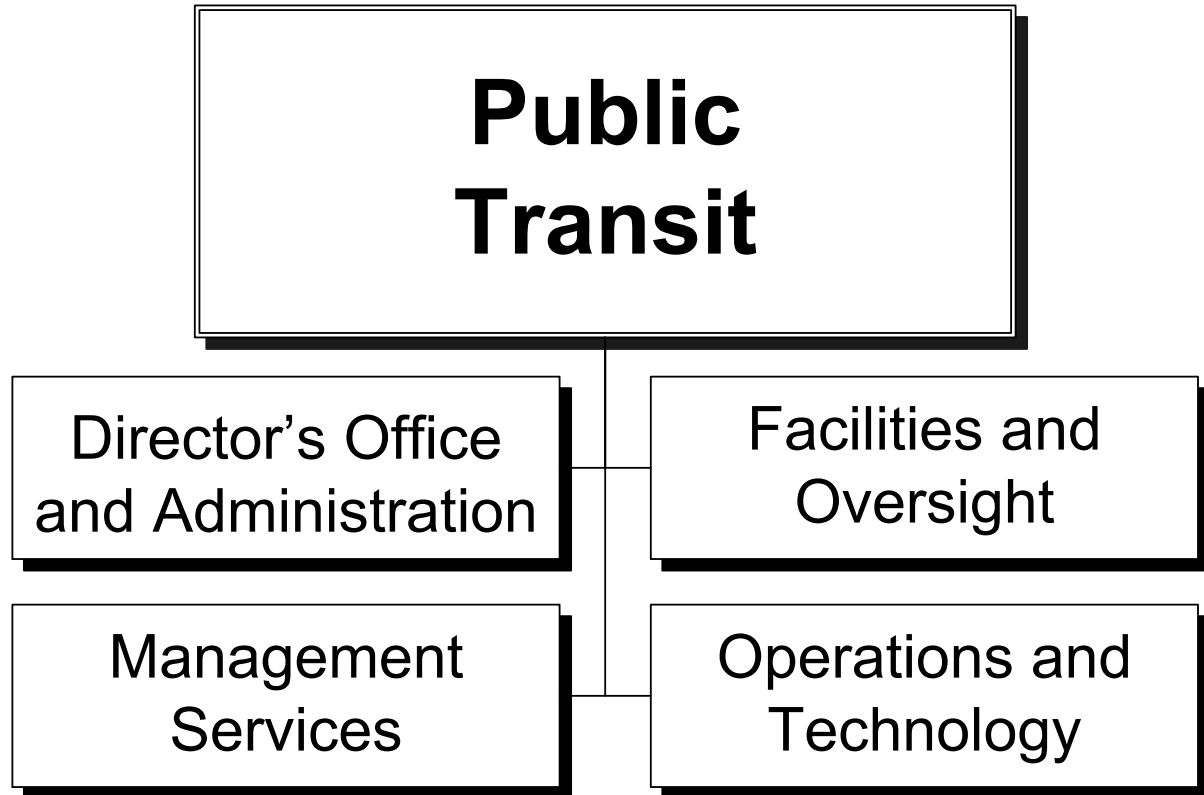 Public
Transit
Director’s Office
and Administration
Facilities and
Oversight
Management
Services
Operations and
Technology